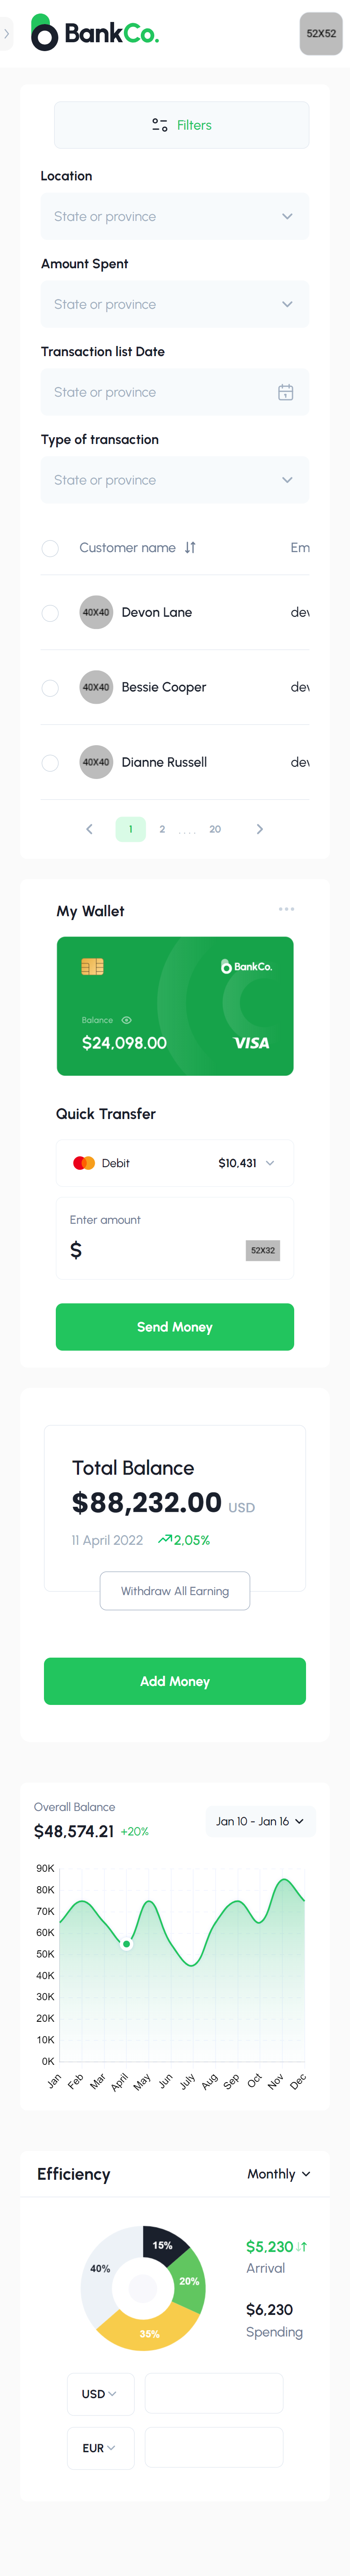 BankCo.
52X52
Filters
Location
State or province
Amount Spent
State or province
Transaction list Date
State or province
Type of transaction
State or province
Customer name Em
40X40 Devon Lane dev
40X40 Bessie Cooper dev
40X40 Dianne Russell dev
1 2 .... 20
My Wallet
BankCo.
Balance
$24,098.00 VISA
Quick Transfer
Debit $10,431
Enter amount
$ 52X32
Send Money
Total Balance
$88,232.00 USD
11 April 2022 2,05%
Withdraw All Earning
Add Money
Overall Balance
$48,574.21 +20%
Jan 10 - Jan 16
90K
80K
70K
60K
50K
40K
30K
20K
10K
0K
Jan Feb Mar April May Jun July Aug Sep Oct Nov Dec
Efficiency Monthly
15%
40%
20%
35%
$5,230
Arrival
$6,230
Spending
USD
EUR